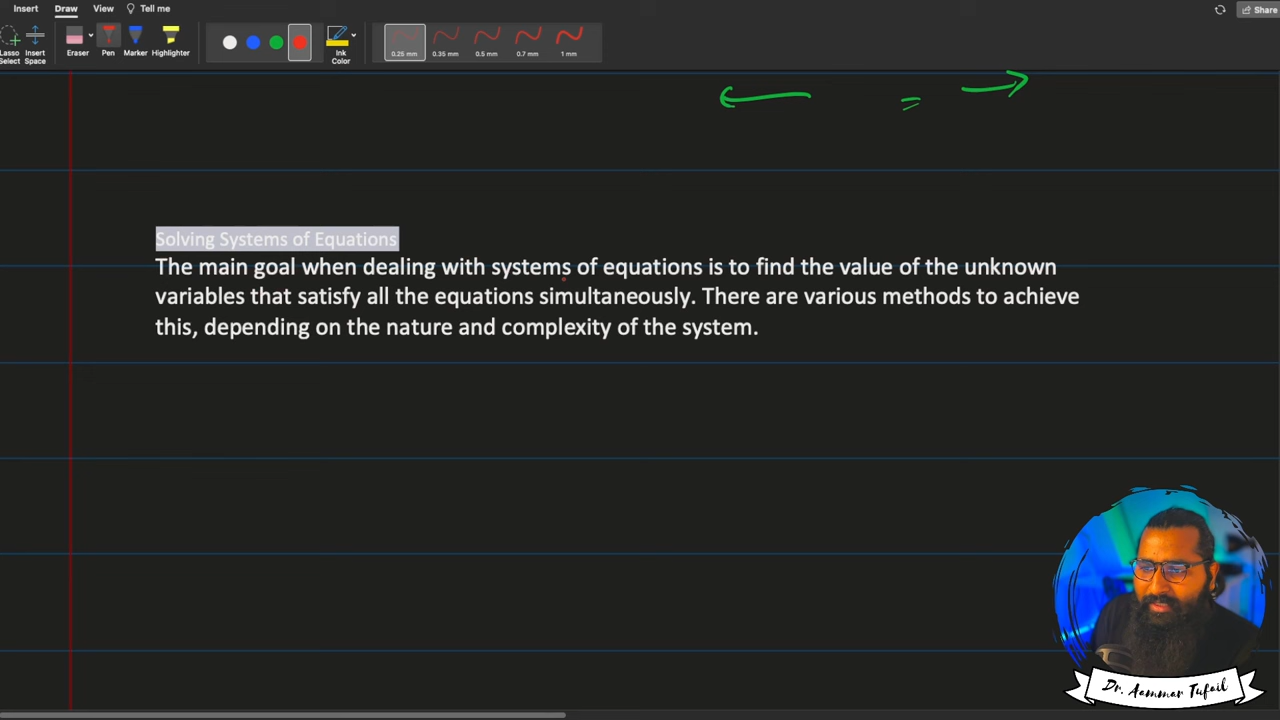 Insert Draw View Tell me
Share
Lasso Select
Insert Space
Eraser
Pen
Marker
Highlighter
Ink Color
0.25 mm
0.35 mm
0.5 mm
0.7 mm
1 mm
=
Solving Systems of Equations
The main goal when dealing with systems of equations is to find the value of the unknown
variables that satisfy all the equations simultaneously. There are various methods to achieve
this, depending on the nature and complexity of the system.
Dr. Aammar Tufail